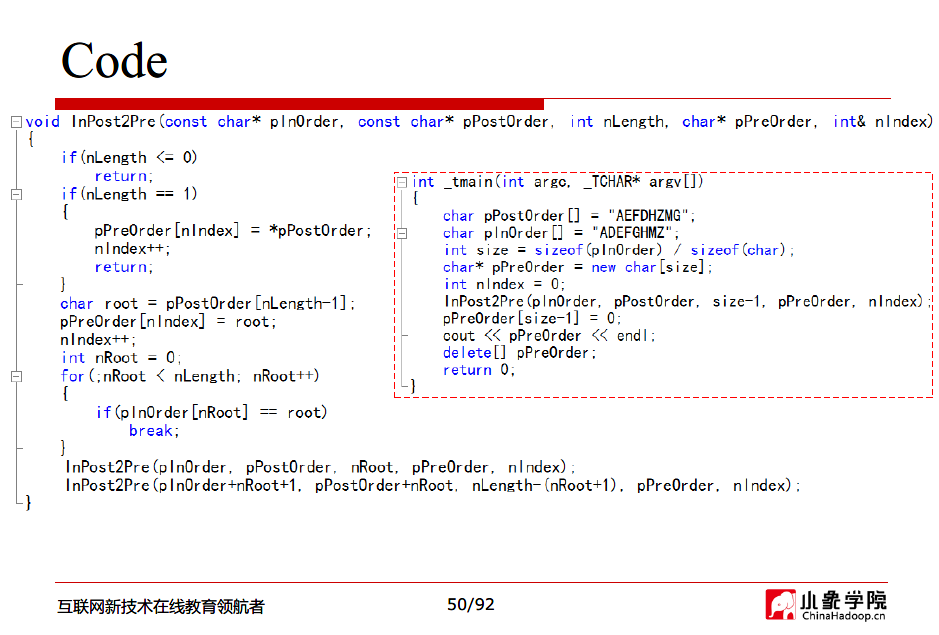 Code
void InPost2Pre(const char* pInOrder, const char* pPostOrder, int nLength, char* pPreOrder, int& nIndex)
{
if(nLength <= 0)
return;
if(nLength == 1)
{
pPreOrder[nIndex] = *pPostOrder;
nIndex++;
return;
}
char root = pPostOrder[nLength-1];
pPreOrder[nIndex] = root;
nIndex++;
int nRoot = 0;
for(;nRoot < nLength; nRoot++)
{
if(pInOrder[nRoot] == root)
break;
}
InPost2Pre(pInOrder, pPostOrder, nRoot, pPreOrder, nIndex);
InPost2Pre(pInOrder+nRoot+1, pPostOrder+nRoot, nLength-(nRoot+1), pPreOrder, nIndex);
}
int _tmain(int argc, _TCHAR* argv[])
{
char pPostOrder[] = "AEFDHZMG";
char pInOrder[] = "ADEFGHMZ";
int size = sizeof(pInOrder) / sizeof(char);
char* pPreOrder = new char[size];
int nIndex = 0;
InPost2Pre(pInOrder, pPostOrder, size-1, pPreOrder, nIndex);
pPreOrder[size-1] = 0;
cout << pPreOrder << endl;
delete[] pPreOrder;
return 0;
}
互联网新技术在线教育领航者
50/92
小象学院
ChinaHadoop.cn